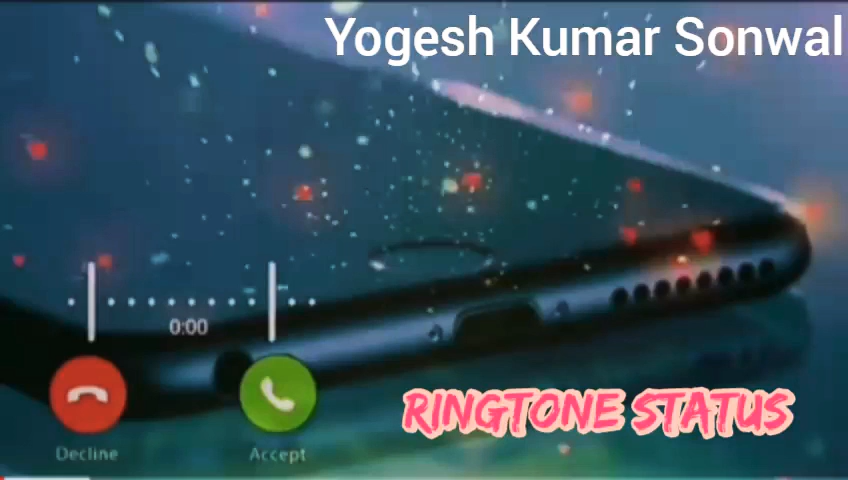 Yogesh Kumar Sonwal
0:00
RINGTONE STATUS
Decline
Accept